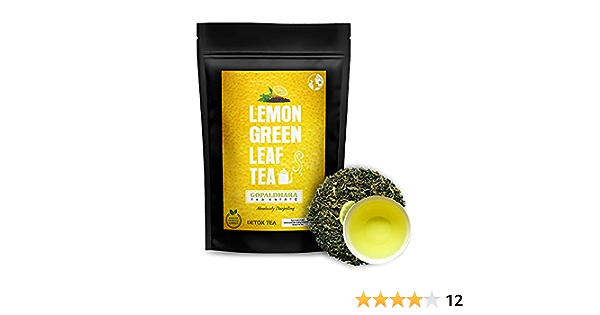 LEMON
GREEN
LEAF
TEA
GOPALDHARA
TEA ESTATE
Absolutely Darjeeling
DETOX TEA
12